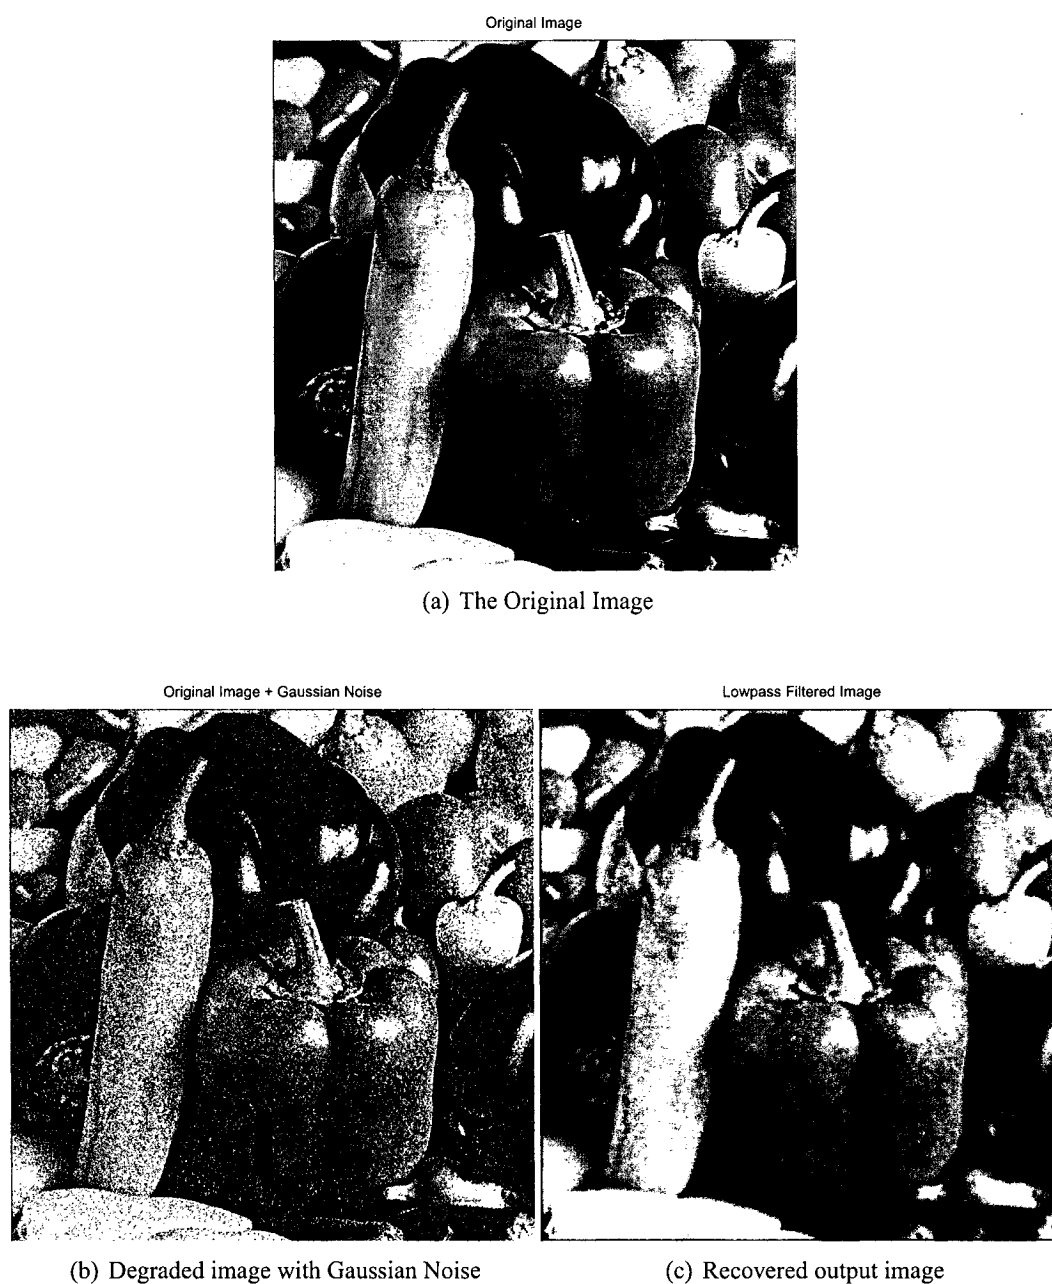 Original Image
(a) The Original Image
Original Image + Gaussian Noise
Lowpass Filtered Image
(b) Degraded image with Gaussian Noise
(c) Recovered output image